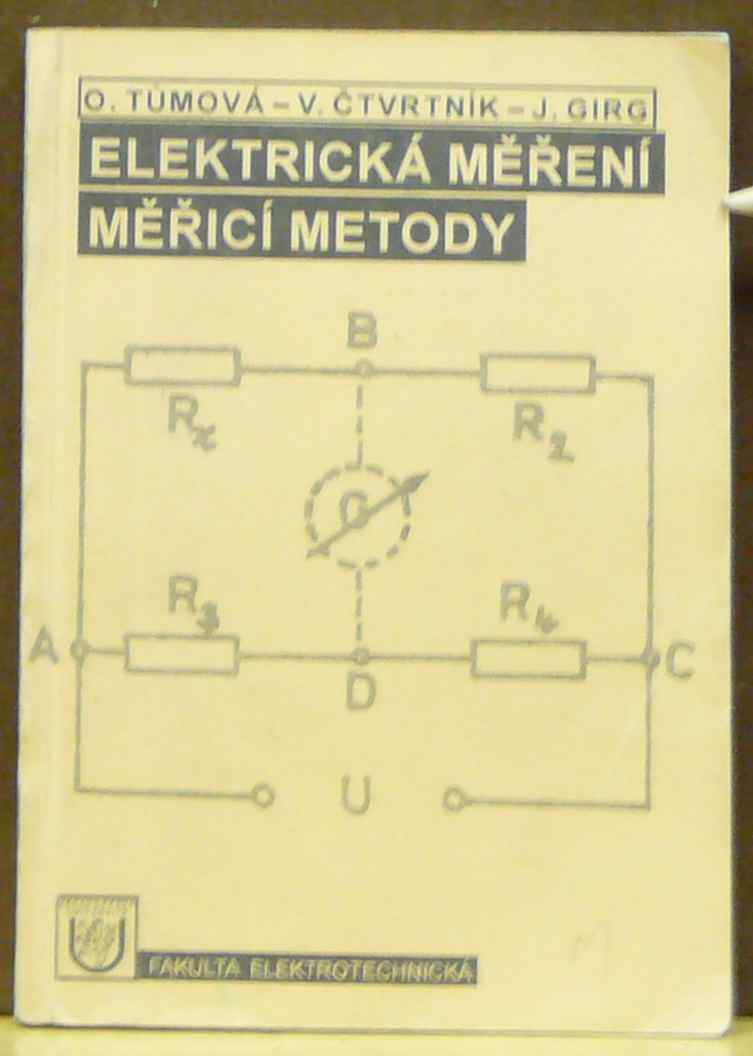 O. TŮMOVÁ – V. ČTVRTNÍK – J. GIRG
ELEKTRICKÁ MĚŘENÍ
MĚŘICÍ METODY
B
Rx
R2
G
R3
R4
A
C
D
U
FAKULTA ELEKTROTECHNICKÁ